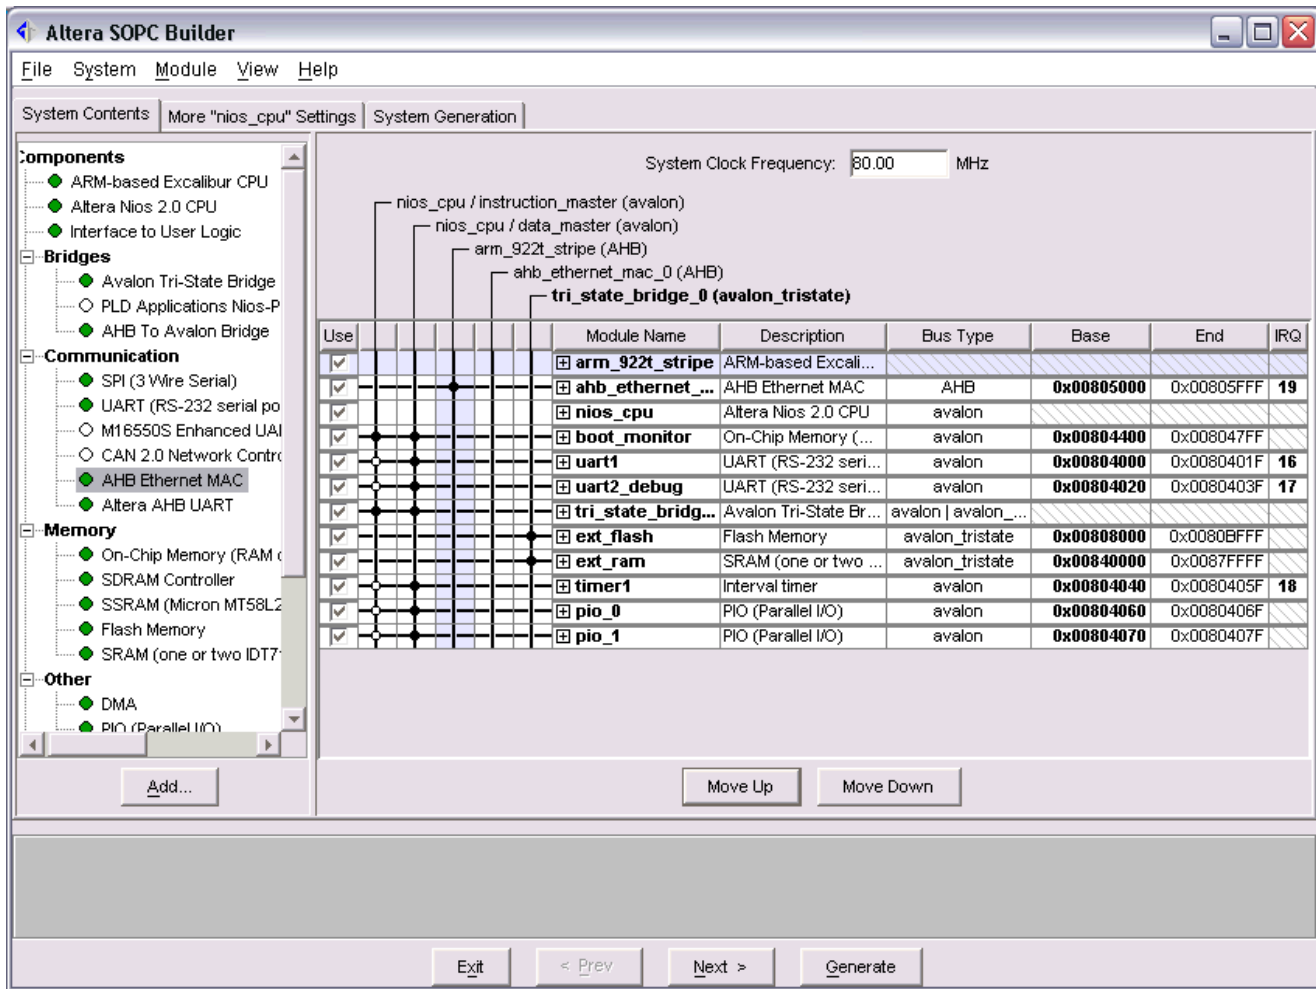 Altera SOPC Builder
File System Module View Help
System Contents More "nios_cpu" Settings System Generation
Components
ARM-based Excalibur CPU
Altera Nios 2.0 CPU
Interface to User Logic
Bridges
Avalon Tri-State Bridge
PLD Applications Nios-P
AHB To Avalon Bridge
Communication
SPI (3 Wire Serial)
UART (RS-232 serial po
M16550S Enhanced UA
CAN 2.0 Network Contr
AHB Ethernet MAC
Altera AHB UART
Memory
On-Chip Memory (RAM o
SDRAM Controller
SSRAM (Micron MT58L2
Flash Memory
SRAM (one or two IDT7
Other
DMA
PIO (Parallel I/O)
Add...
System Clock Frequency: 80.00 MHz
nios_cpu / instruction_master (avalon)
nios_cpu / data_master (avalon)
arm_922t_stripe (AHB)
ahb_ethernet_mac_0 (AHB)
tri_state_bridge_0 (avalon_tristate)
Use Module Name Description Bus Type Base End IRQ
arm_922t_stripe ARM-based Excali...
ahb_ethernet_... AHB Ethernet MAC AHB 0x00805000 0x00805FFF 19
nios_cpu Altera Nios 2.0 CPU avalon
boot_monitor On-Chip Memory (... avalon 0x00804400 0x008047FF
uart1 UART (RS-232 seri... avalon 0x00804000 0x0080401F 16
uart2_debug UART (RS-232 seri... avalon 0x00804020 0x0080403F 17
tri_state_bridg... Avalon Tri-State Br... avalon | avalon_...
ext_flash Flash Memory avalon_tristate 0x00808000 0x0080BFFF
ext_ram SRAM (one or two ... avalon_tristate 0x00840000 0x0087FFFF
timer1 Interval timer avalon 0x00804040 0x0080405F 18
pio_0 PIO (Parallel I/O) avalon 0x00804060 0x0080406F
pio_1 PIO (Parallel I/O) avalon 0x00804070 0x0080407F
Move Up Move Down
Exit < Prev Next > Generate